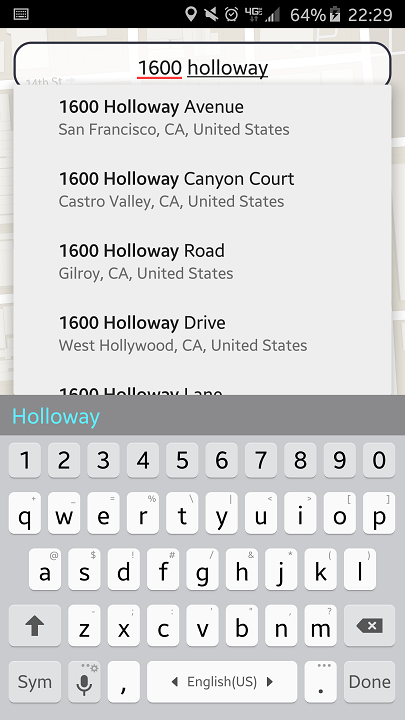 4G LTE 64% 22:29
1600 holloway
14th St
1600 Holloway Avenue
San Francisco, CA, United States
1600 Holloway Canyon Court
Castro Valley, CA, United States
1600 Holloway Road
Gilroy, CA, United States
1600 Holloway Drive
West Hollywood, CA, United States
1600 Holloway Lane
Holloway
1 2 3 4 5 6 7 8 9 0
+ _ = % \ | < > [ ]
q w e r t y u i o p
@ $ ! # / & * ( )
a s d f g h j k l
- ' : ; " , ?
z x c v b n m
Sym , English(US) . Done